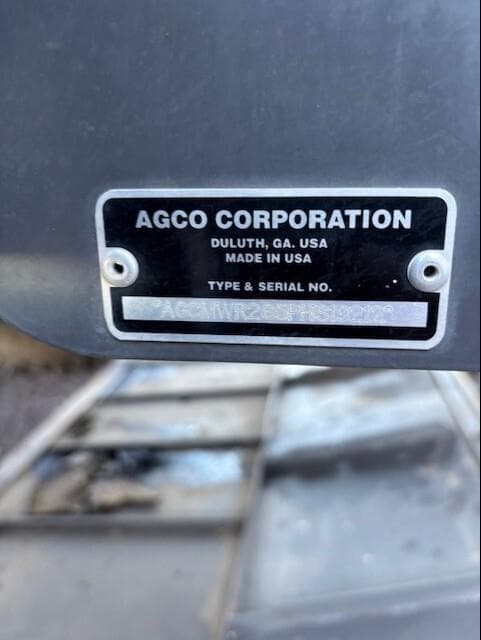 AGCO CORPORATION
DULUTH, GA. USA
MADE IN USA
TYPE & SERIAL NO.